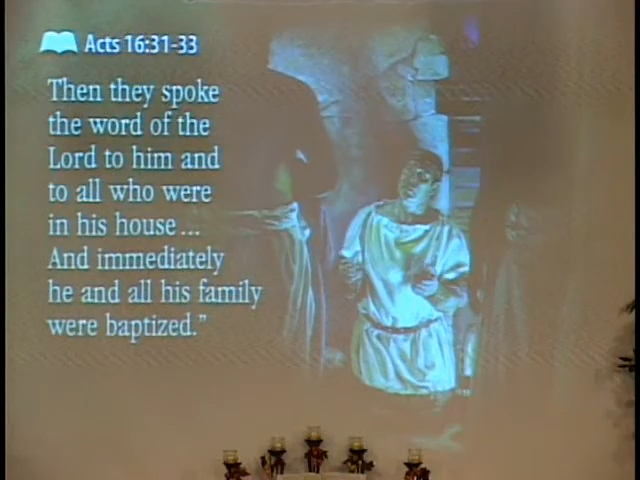 Acts 16:31-33
Then they spoke
the word of the
Lord to him and
to all who were
in his house...
And immediately
he and all his family
were baptized.”